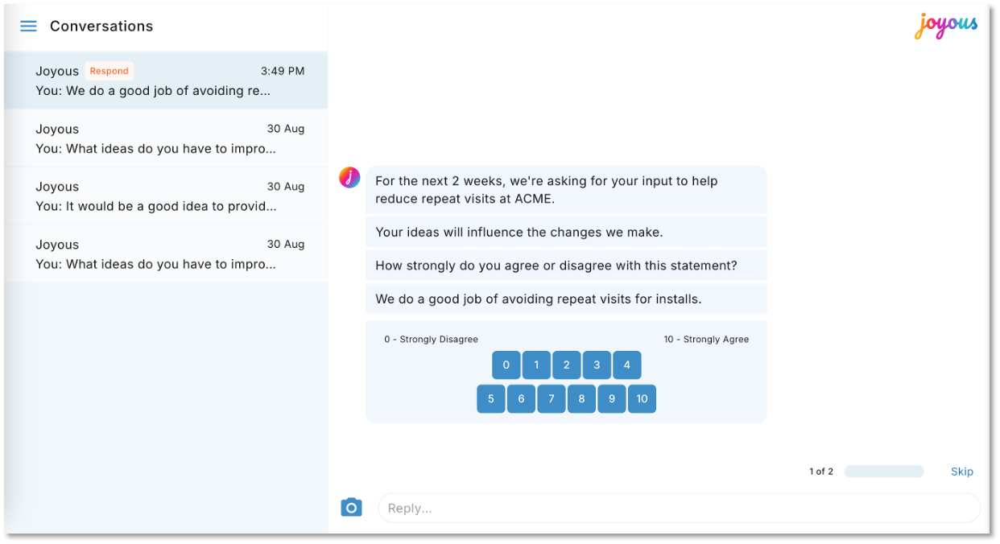 Conversations
joyous
Joyous Respond 3:49 PM
You: We do a good job of avoiding re...
Joyous 30 Aug
You: What ideas do you have to impro...
Joyous 30 Aug
You: It would be a good idea to provid...
Joyous 30 Aug
You: What ideas do you have to impro...
j
For the next 2 weeks, we're asking for your input to help
reduce repeat visits at ACME.
Your ideas will influence the changes we make.
How strongly do you agree or disagree with this statement?
We do a good job of avoiding repeat visits for installs.
0 - Strongly Disagree 10 - Strongly Agree
0 1 2 3 4
5 6 7 8 9 10
1 of 2 Skip
Reply...